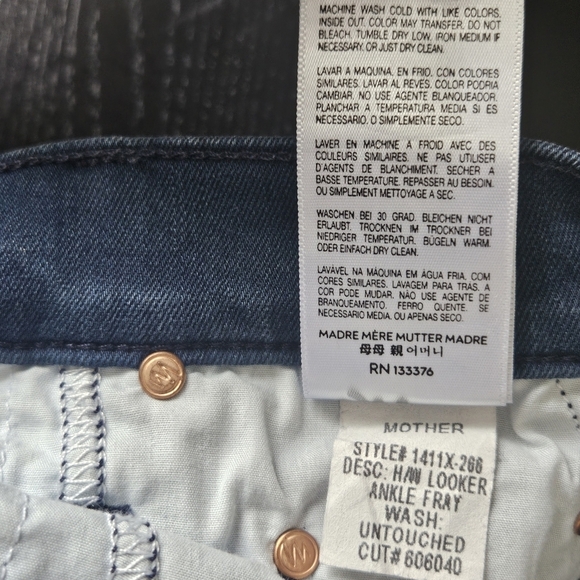 MACHINE WASH COLD WITH LIKE COLORS,
INSIDE OUT. COLOR MAY TRANSFER. DO NOT
BLEACH. TUMBLE DRY LOW. IRON MEDIUM IF
NECESSARY. OR JUST DRY CLEAN.
LAVAR A MAQUINA, EN FRIO, CON COLORES
SIMILARES. LAVAR AL REVES. COLOR PODRIA
CAMBIAR. NO USE AGENTE BLANQUEADOR.
PLANCHAR A TEMPERATURA MEDIA SI ES
NECESSARIO. O SIMPLEMENTE SECO.
LAVER EN MACHINE A FROID AVEC DES
COULEURS SIMILAIRES. NE PAS UTILISER
D'AGENTS DE BLANCHIMENT. SECHER A
BASSE TEMPERATURE. REPASSER AU BESOIN.
OU SIMPLEMENT NETTOYAGE A SEC.
WASCHEN BEI 30 GRAD. BLEICHEN NICHT
ERLAUBT. TROCKNEN IM TROCKNER BEI
NIEDRIGER TEMPERATUR. BÜGELN WARM.
ODER EINFACH DRY CLEAN.
LAVÁVEL NA MÁQUINA EM ÁGUA FRIA, COM
CORES SIMILARES. LAVAGEM PARA TRAS. A
COR PODE MUDAR. NÃO USE AGENTE DE
BRANQUEAMENTO. FERRO QUENTE. SE
NECESSARIO MEDIA. OU APENAS SECO.
MADRE MÈRE MUTTER MADRE
母母 親 어머니
RN 133376
MOTHER
STYLE# 1411X-266
DESC: H/W LOOKER
ANKLE FRAY
WASH:
UNTOUCHED
CUT# 606040